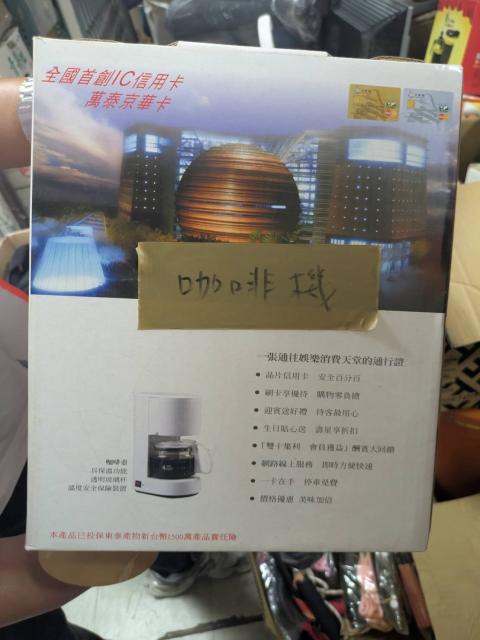 全國首創IC信用卡
萬泰京華卡
咖啡機
一張通往娛樂消費天堂的通行證
• 晶片信用卡 安全百分百
• 刷卡享優待 購物零負擔
• 迎賓送好禮 待客最用心
• 生日貼心送 壽星享折扣
• 「雙十集利 會員獲益」酬賓大回饋
• 網路線上服務 即時方便快速
• 一卡在手 停車免費
• 價格優惠 美味加倍
咖啡壺
具保溫功能
透明玻璃杯
溫度安全保險裝置
本產品已投保東泰產物新台幣1500萬產品責任險